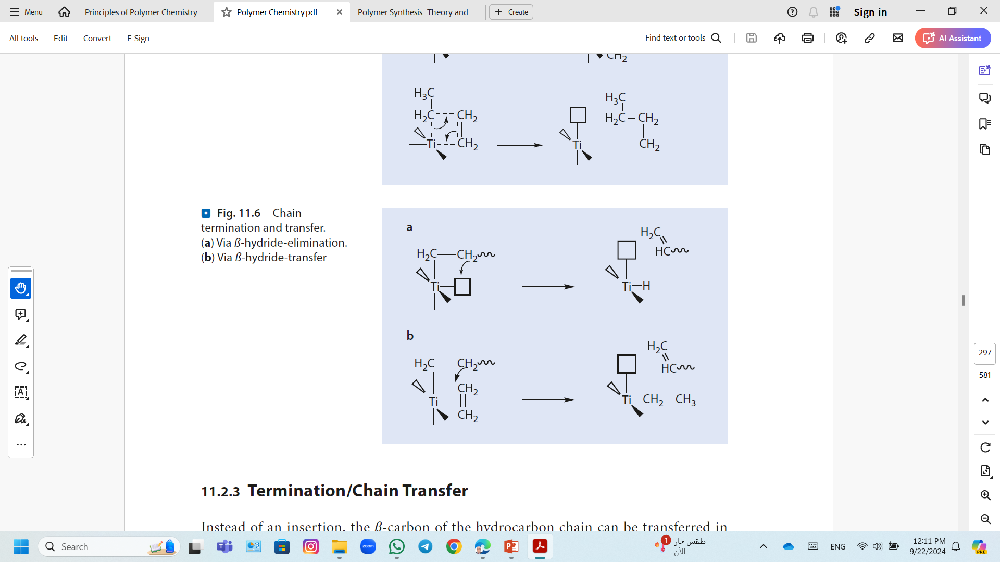 Menu
Principles of Polymer Chemistry....
Polymer Chemistry.pdf
Polymer Synthesis_Theory and ...
Create
Sign in
All tools
Edit
Convert
E-Sign
Find text or tools
AI Assistant
CH2
H3C
H2C CH2
Ti CH2
H3C
H2C CH2
Ti CH2
Fig. 11.6 Chain
termination and transfer.
(a) Via ß-hydride-elimination.
(b) Via ß-hydride-transfer
a
H2C CH2
Ti
H2C
HC
Ti H
b
H2C CH2
CH2
Ti
CH2
H2C
HC
Ti CH2 CH3
11.2.3 Termination/Chain Transfer
Instead of an insertion, the ß-carbon of the hydrocarbon chain can be transferred in
297
581
Search
zoom
1
طقس حار
الآن
ENG
12:11 PM
9/22/2024
PRE